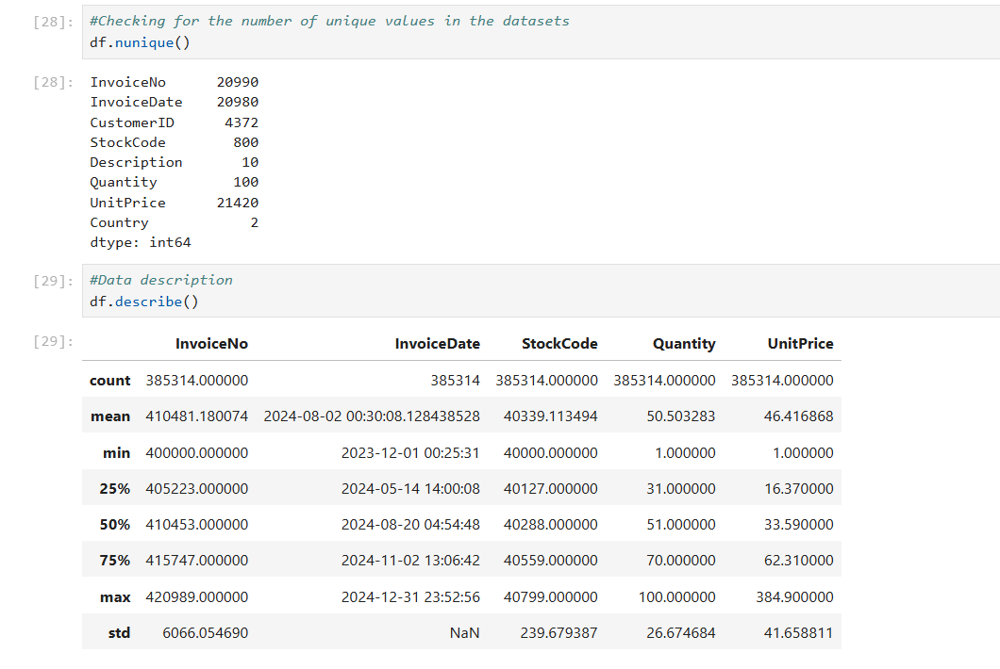 [28]: #Checking for the number of unique values in the datasets
df.nunique()
[28]: InvoiceNo 20990
InvoiceDate 20980
CustomerID 4372
StockCode 800
Description 10
Quantity 100
UnitPrice 21420
Country 2
dtype: int64
[29]: #Data description
df.describe()
[29]: InvoiceNo InvoiceDate StockCode Quantity UnitPrice
count 385314.000000 385314 385314.000000 385314.000000 385314.000000
mean 410481.180074 2024-08-02 00:30:08.128438528 40339.113494 50.503283 46.416868
min 400000.000000 2023-12-01 00:25:31 40000.000000 1.000000 1.000000
25% 405223.000000 2024-05-14 14:00:08 40127.000000 31.000000 16.370000
50% 410453.000000 2024-08-20 04:54:48 40288.000000 51.000000 33.590000
75% 415747.000000 2024-11-02 13:06:42 40559.000000 70.000000 62.310000
max 420989.000000 2024-12-31 23:52:56 40799.000000 100.000000 384.900000
std 6066.054690 NaN 239.679387 26.674684 41.658811